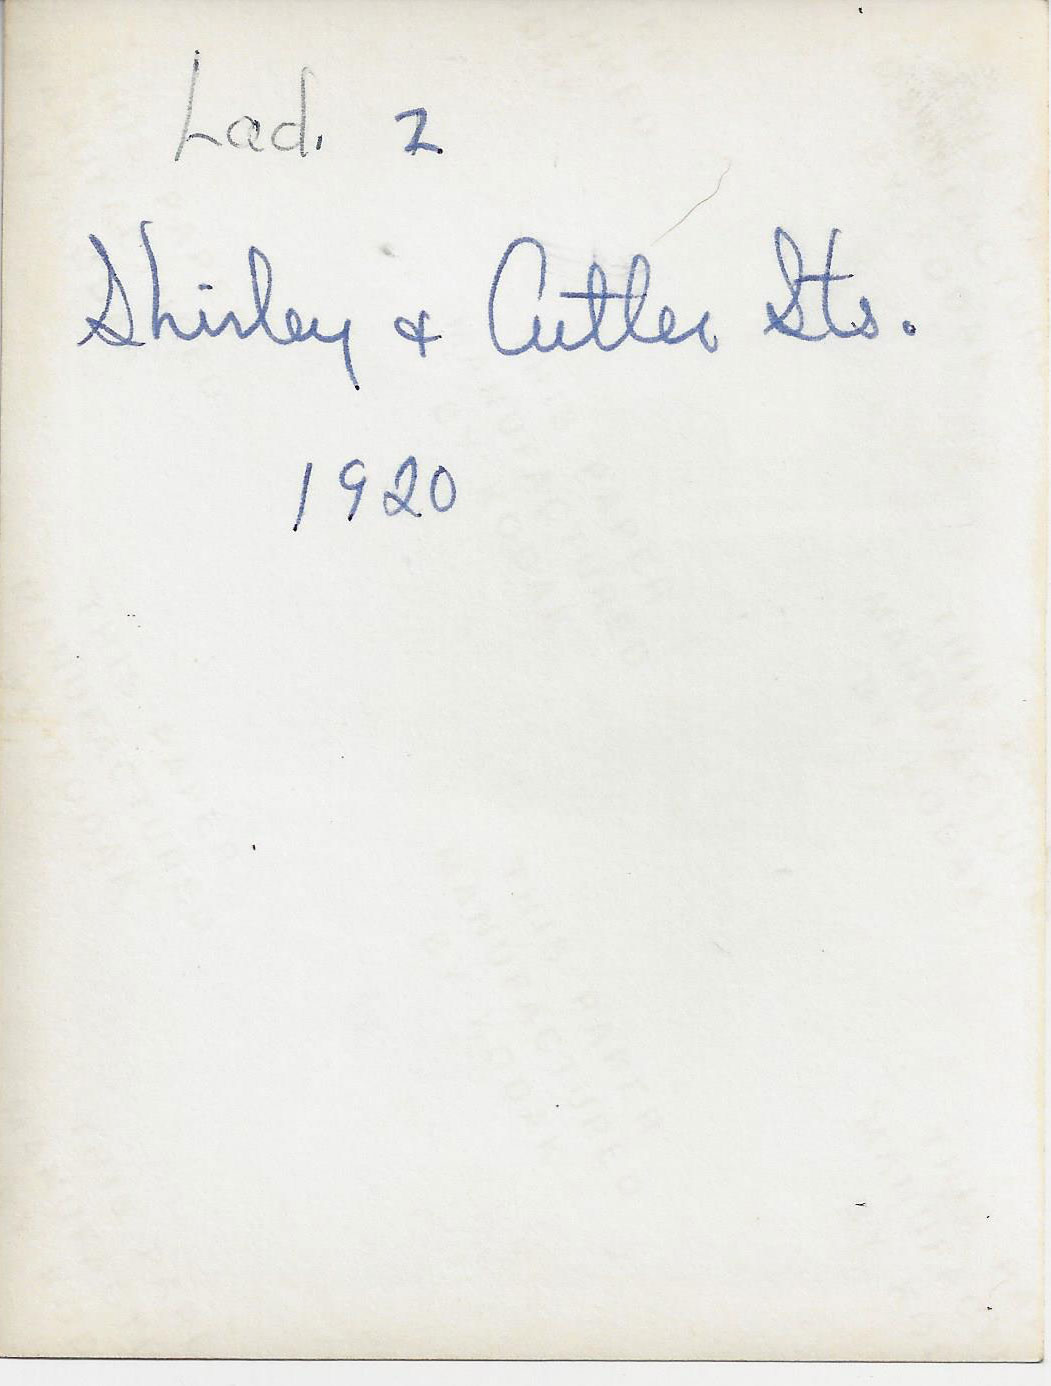 Lad. 2
Shirley & Cutler Sts.
1920